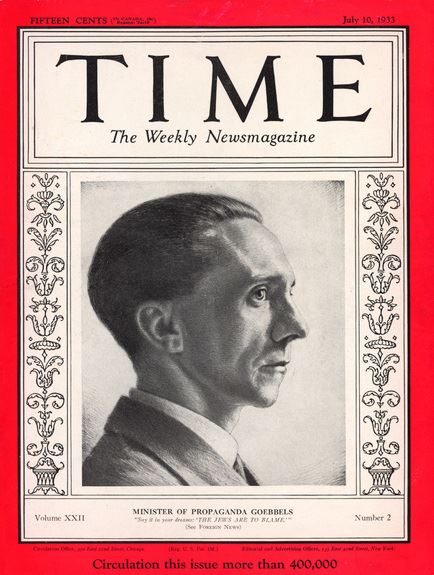 FIFTEEN CENTS (IN CANADA, INC) July 10, 1933
TIME
The Weekly Newsmagazine
MINISTER OF PROPAGANDA GOEBBELS
"Say it in your dreams: 'THE JEWS ARE TO BLAME.'"
(See FOREIGN NEWS)
Volume XXII Number 2
Circulation Office, 350 East 22nd Street, Chicago. (Reg. U. S. Pat. Off.) Editorial and Advertising Offices, 135 East 42nd Street, New York.
Circulation this issue more than 400,000